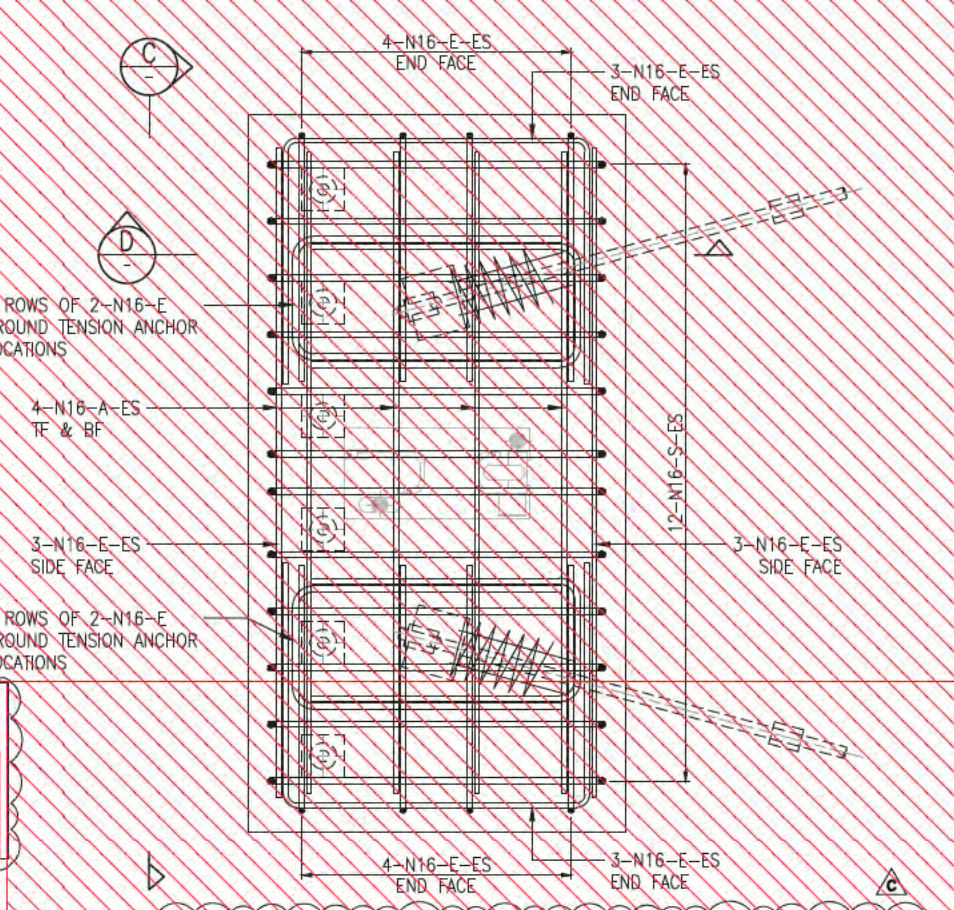 4-N16-E-ES
END FACE
C
-
3-N16-E-ES
END FACE
D
-
ROWS OF 2-N16-E
ROUND TENSION ANCHOR
OCATIONS
4-N16-A-ES
TF & BF
12-N16-S-ES
3-N16-E-ES
SIDE FACE
3-N16-E-ES
SIDE FACE
ROWS OF 2-N16-E
ROUND TENSION ANCHOR
OCATIONS
4-N16-E-ES
END FACE
3-N16-E-ES
END FACE
C